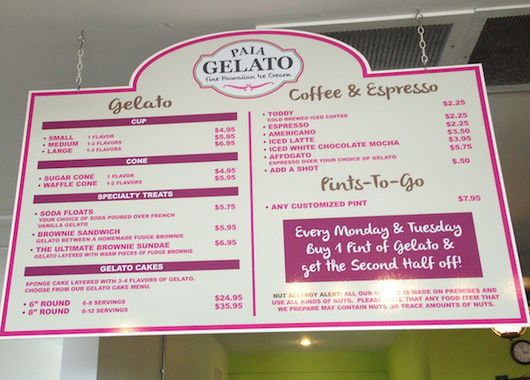 PAIA
GELATO
Fine Hawaiian Ice Cream
Gelato
CUP
• SMALL 1 FLAVOR $4.95
• MEDIUM 1-2 FLAVORS $5.95
• LARGE 1-3 FLAVORS $6.95
CONE
• SUGAR CONE 1 FLAVOR $4.95
• WAFFLE CONE 1-2 FLAVORS $5.95
SPECIALTY TREATS
• SODA FLOATS $5.75
YOUR CHOICE OF SODA POURED OVER FRENCH
VANILLA GELATO
• BROWNIE SANDWICH $5.95
GELATO BETWEEN A HOMEMADE FUDGE BROWNIE
• THE ULTIMATE BROWNIE SUNDAE $6.95
GELATO LAYERED WITH WARM PIECES OF FUDGE BROWNIE
GELATO CAKES
SPONGE CAKE LAYERED WITH 3-4 FLAVORS OF GELATO.
CHOOSE FROM OUR GELATO CAKE MENU.
• 6" ROUND 6-8 SERVINGS $24.95
• 8" ROUND 8-12 SERVINGS $35.95
Coffee & Espresso
• TODDY $2.25
COLD BREWED ICED COFFEE
• ESPRESSO $2.25
• AMERICANO $2.25
• ICED LATTE $3.50
• ICED WHITE CHOCOLATE MOCHA $3.95
• AFFOGATO $5.75
ESPRESSO OVER YOUR CHOICE OF GELATO
• ADD A SHOT $.50
Pints-To-Go
• ANY CUSTOMIZED PINT $7.95
Every Monday & Tuesday
Buy 1 Pint of Gelato &
get the Second Half off!
NUT ALLERGY ALERT: ALL OUR GELATO IS MADE ON PREMISES AND
USE ALL KINDS OF NUTS. PLEASE NOTE THAT ANY FOOD ITEM THAT
WE PREPARE MAY CONTAIN NUTS OR TRACE AMOUNTS OF NUTS.